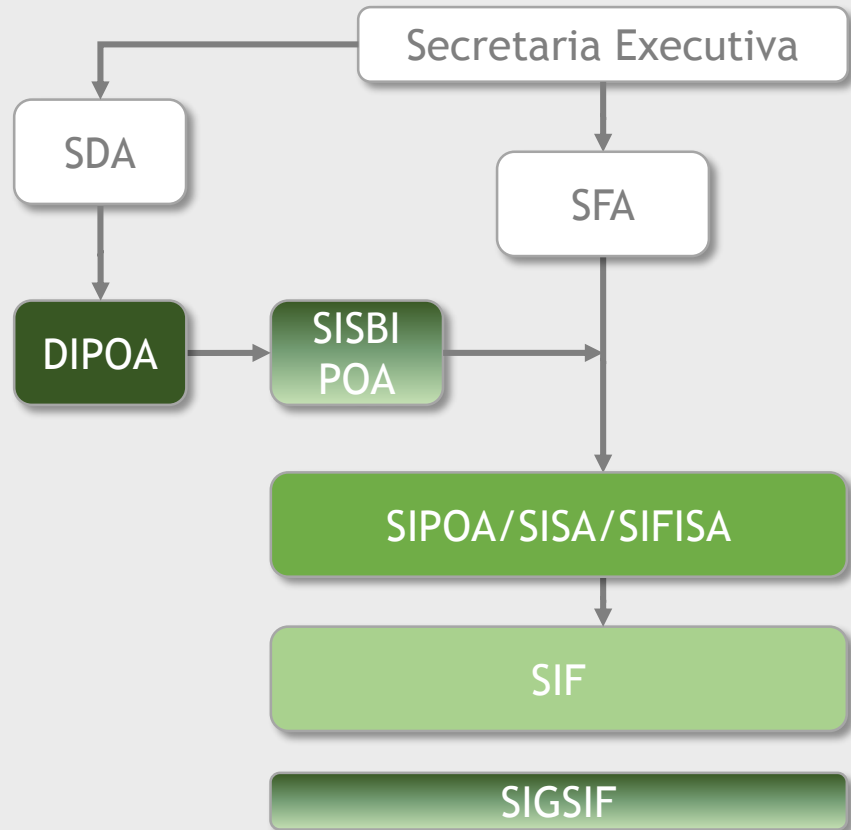 Secretaria Executiva
SDA
SFA
DIPOA
SISBI
POA
SIPOA/SISA/SIFISA
SIF
SIGSIF